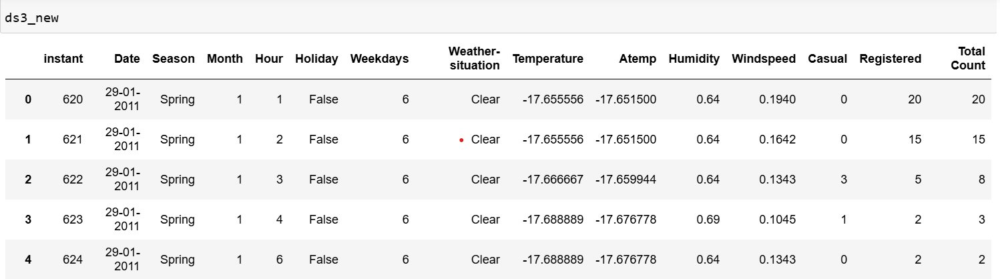 ds3_new
instant Date Season Month Hour Holiday Weekdays Weather-situation Temperature Atemp Humidity Windspeed Casual Registered Total Count
0 620 29-01-2011 Spring 1 1 False 6 Clear -17.655556 -17.651500 0.64 0.1940 0 20 20
1 621 29-01-2011 Spring 1 2 False 6 Clear -17.655556 -17.651500 0.64 0.1642 0 15 15
2 622 29-01-2011 Spring 1 3 False 6 Clear -17.666667 -17.659944 0.64 0.1343 3 5 8
3 623 29-01-2011 Spring 1 4 False 6 Clear -17.688889 -17.676778 0.69 0.1045 1 2 3
4 624 29-01-2011 Spring 1 6 False 6 Clear -17.688889 -17.676778 0.64 0.1343 0 2 2